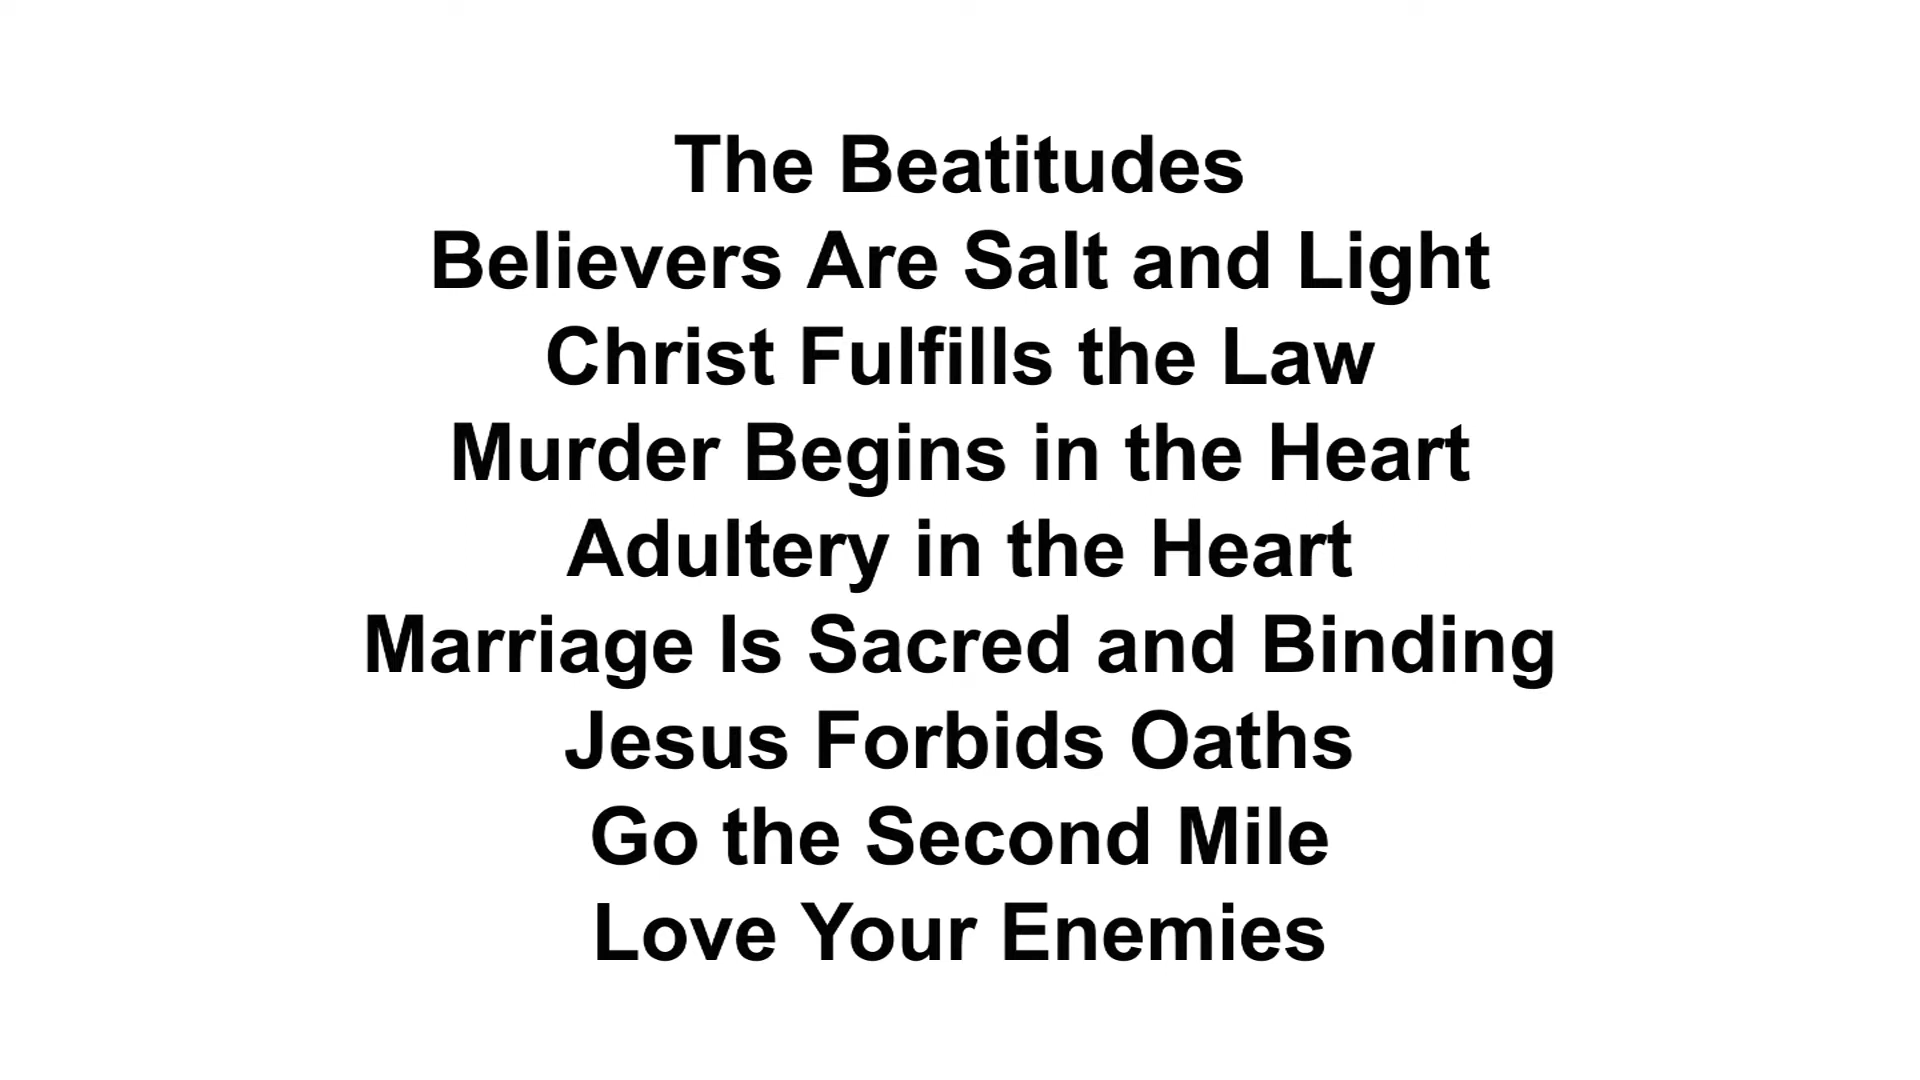 The Beatitudes
Believers Are Salt and Light
Christ Fulfills the Law
Murder Begins in the Heart
Adultery in the Heart
Marriage Is Sacred and Binding
Jesus Forbids Oaths
Go the Second Mile
Love Your Enemies